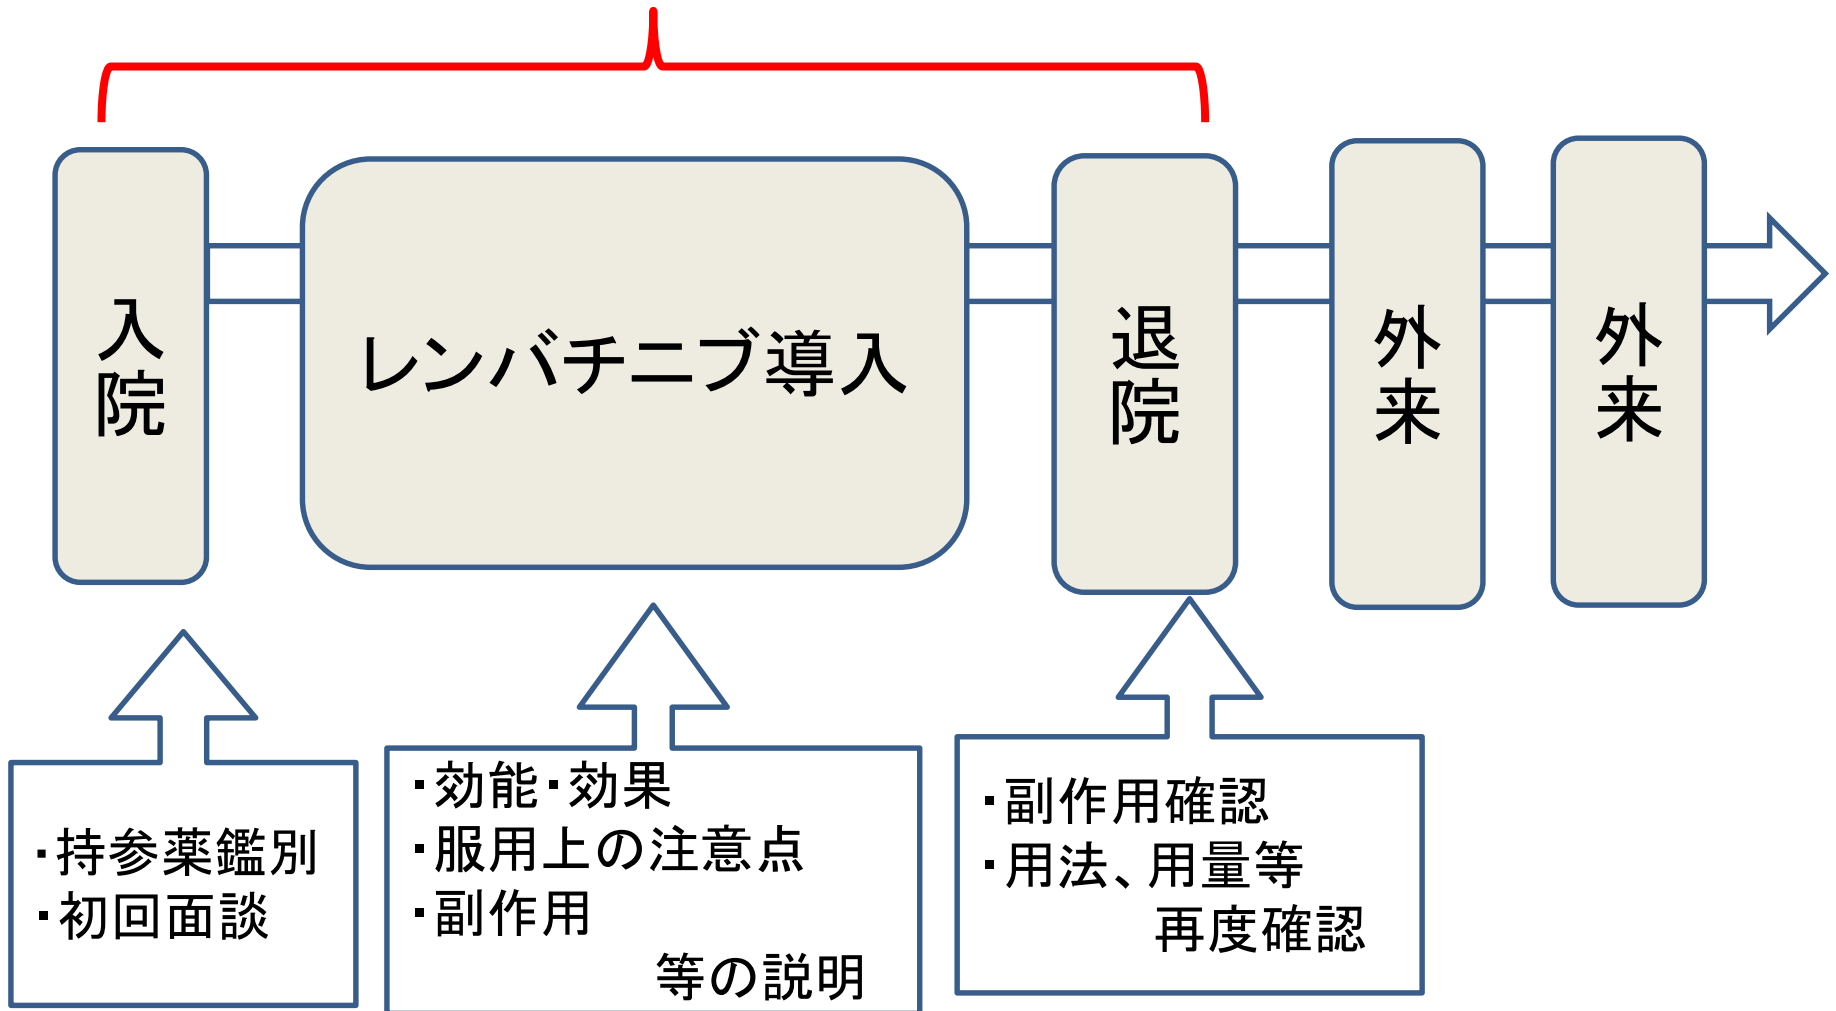 入院
レンバチニブ導入
退院
外来
外来
・持参薬鑑別
・初回面談
・効能・効果
・服用上の注意点
・副作用
等の説明
・副作用確認
・用法、用量等
再度確認